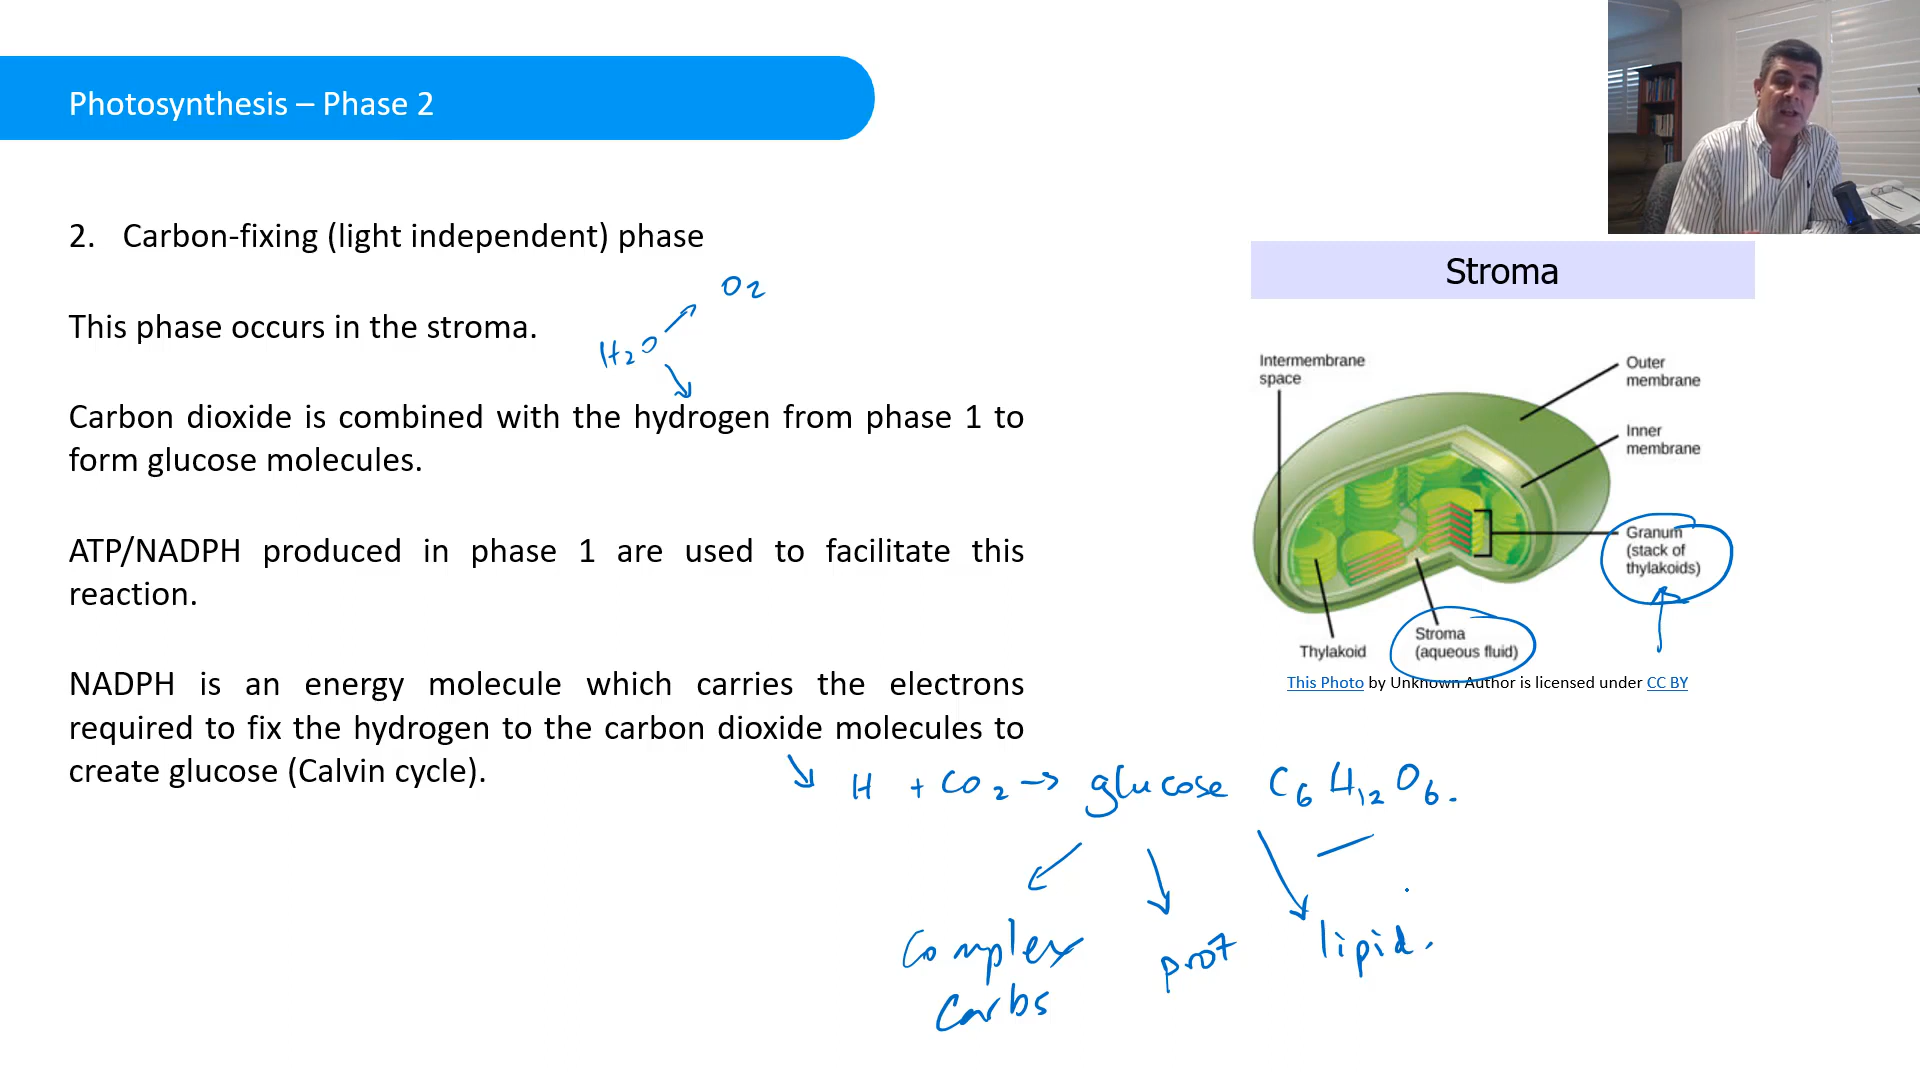 Photosynthesis – Phase 2
2. Carbon-fixing (light independent) phase
O2
This phase occurs in the stroma.
H2O
Carbon dioxide is combined with the hydrogen from phase 1 to
form glucose molecules.
ATP/NADPH produced in phase 1 are used to facilitate this
reaction.
NADPH is an energy molecule which carries the electrons
required to fix the hydrogen to the carbon dioxide molecules to
create glucose (Calvin cycle).
H + CO2 → glucose C6H12O6.
complex
carbs
prot
lipid.
Stroma
Intermembrane
space
Outer
membrane
Inner
membrane
Granum
(stack of
thylakoids)
Stroma
(aqueous fluid)
Thylakoid
This Photo by Unknown Author is licensed under CC BY